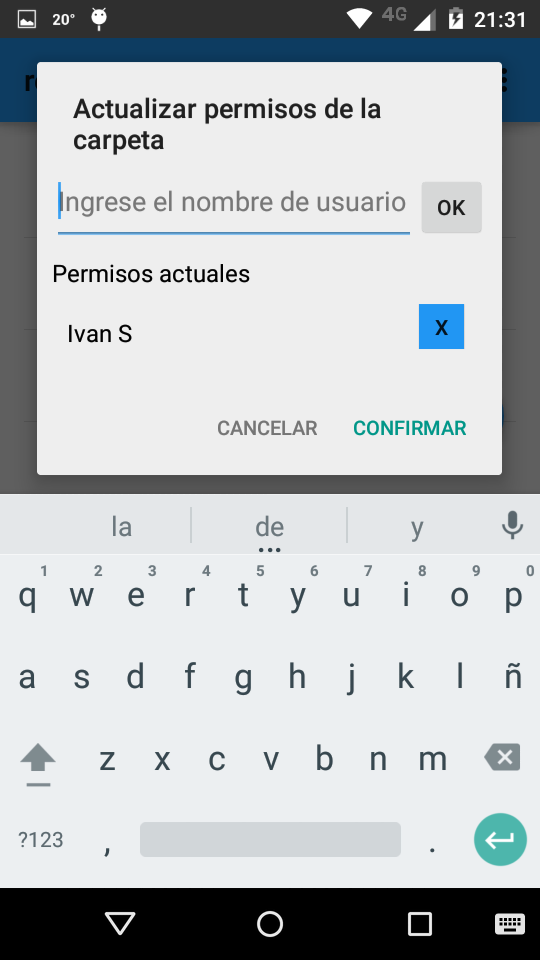 20° 4G 21:31
Actualizar permisos de la
carpeta
Ingrese el nombre de usuario OK
Permisos actuales
Ivan S X
CANCELAR CONFIRMAR
la de y
1 2 3 4 5 6 7 8 9 0
q w e r t y u i o p
a s d f g h j k l ñ
z x c v b n m
?123 , .